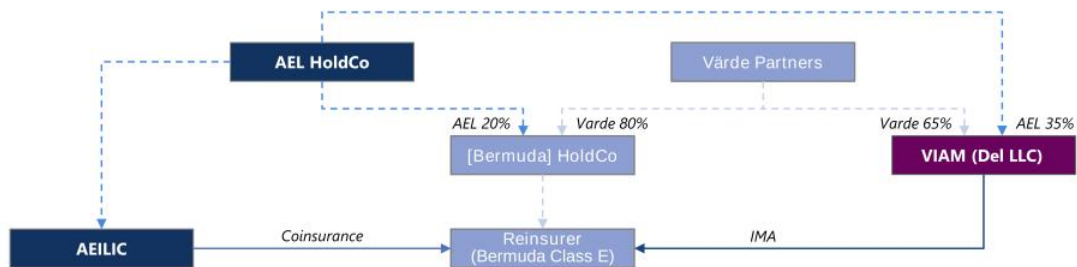 AEL HoldCo
Värde Partners
AEL 20%
Varde 80%
Varde 65%
AEL 35%
[Bermuda] HoldCo
VIAM (Del LLC)
AEILIC
Coinsurance
Reinsurer
(Bermuda Class E)
IMA